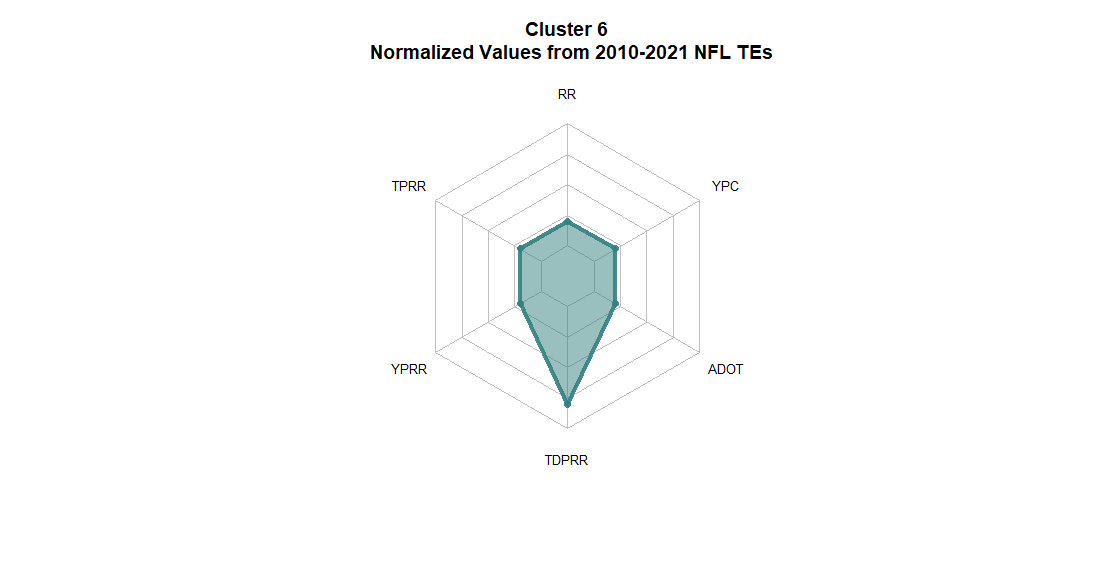 Cluster 6
Normalized Values from 2010-2021 NFL TEs
RR
TPRR
YPC
YPRR
ADOT
TDPRR